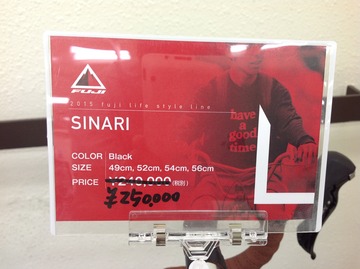 FUJI
2015 fuji life style line
SINARI
have
a
good
time
COLOR Black
SIZE 49cm, 52cm, 54cm, 56cm
PRICE ¥240,000 (税別)
¥250,000
L